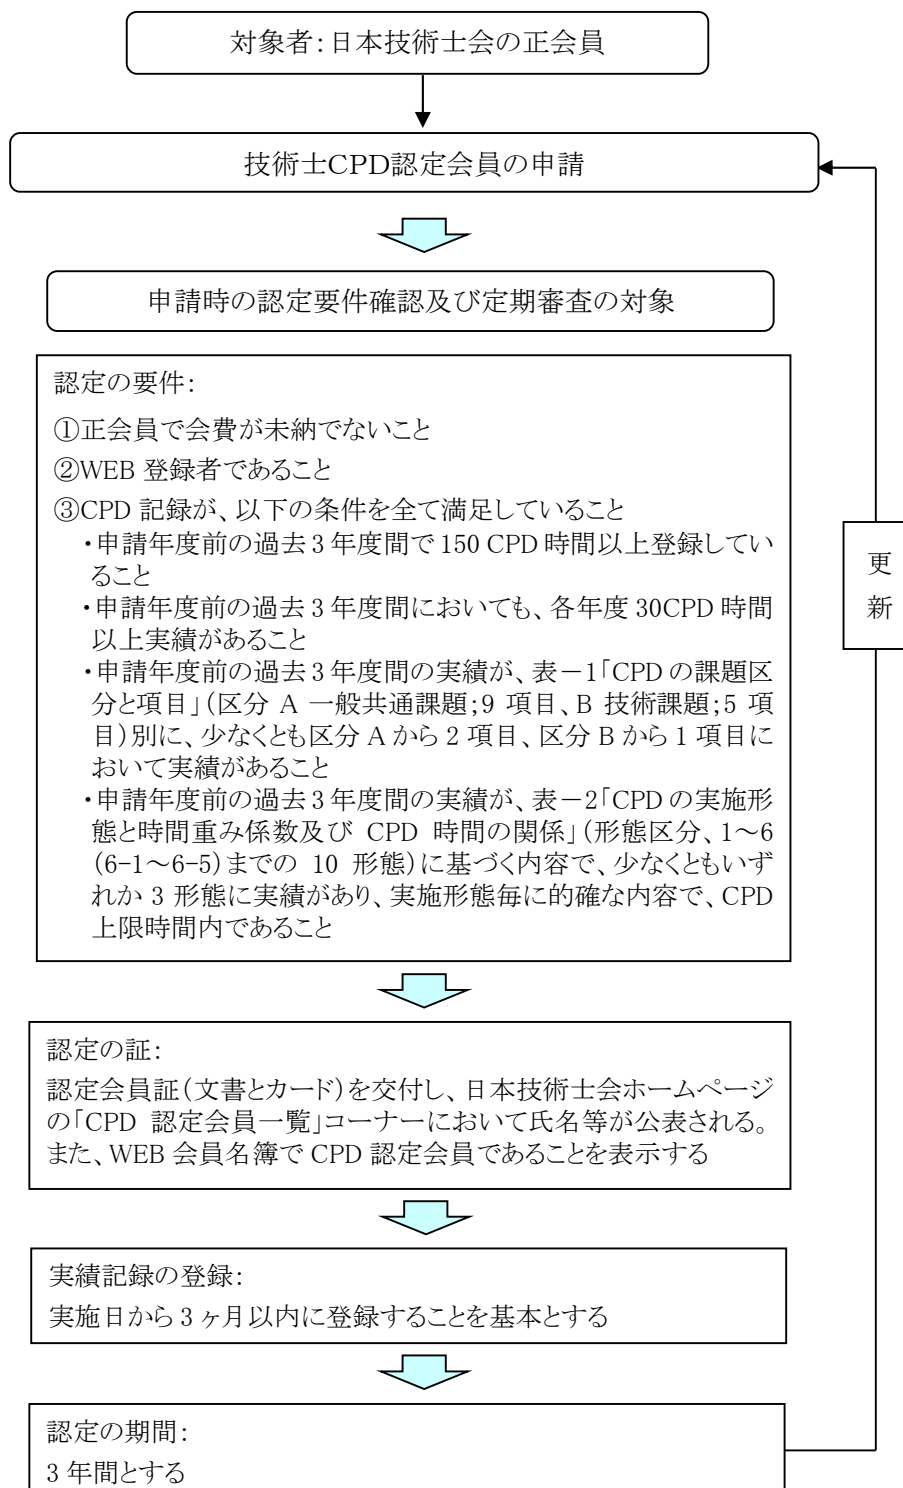 対象者:日本技術士会の正会員
技術士CPD認定会員の申請
申請時の認定要件確認及び定期審査の対象
認定の要件:
①正会員で会費が未納でないこと
②WEB 登録者であること
③CPD 記録が、以下の条件を全て満足していること
・申請年度前の過去 3 年度間で 150 CPD 時間以上登録してい
ること
・申請年度前の過去 3 年度間においても、各年度 30CPD 時間
以上実績があること
・申請年度前の過去 3 年度間の実績が、表-1「CPD の課題区
分と項目」(区分 A 一般共通課題;9 項目、B 技術課題;5 項
目)別に、少なくとも区分 A から 2 項目、区分 B から 1 項目に
おいて実績があること
・申請年度前の過去 3 年度間の実績が、表-2「CPD の実施形
態と時間重み係数及び CPD 時間の関係」(形態区分、1~6
(6-1~6-5)までの 10 形態)に基づく内容で、少なくともいず
れか 3 形態に実績があり、実施形態毎に的確な内容で、CPD
上限時間内であること
更
新
認定の証:
認定会員証(文書とカード)を交付し、日本技術士会ホームページ
の「CPD 認定会員一覧」コーナーにおいて氏名等が公表される。
また、WEB 会員名簿で CPD 認定会員であることを表示する
実績記録の登録:
実施日から 3 ヶ月以内に登録することを基本とする
認定の期間:
3 年間とする